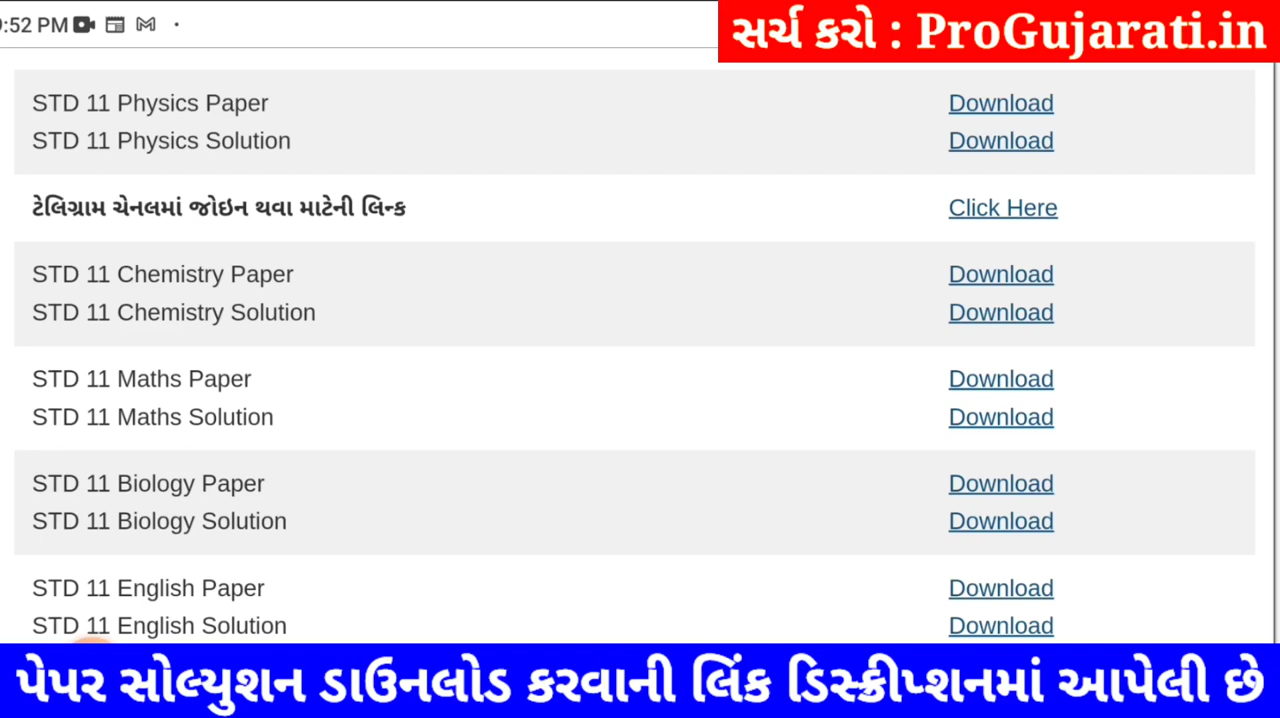 :52 PM
સર્ચ કરો : ProGujarati.in
STD 11 Physics Paper Download
STD 11 Physics Solution Download
ટેલિગ્રામ ચેનલમાં જોઇન થવા માટેની લિન્ક Click Here
STD 11 Chemistry Paper Download
STD 11 Chemistry Solution Download
STD 11 Maths Paper Download
STD 11 Maths Solution Download
STD 11 Biology Paper Download
STD 11 Biology Solution Download
STD 11 English Paper Download
STD 11 English Solution Download
પેપર સોલ્યુશન ડાઉનલોડ કરવાની લિંક ડિસ્ક્રીપ્શનમાં આપેલી છે